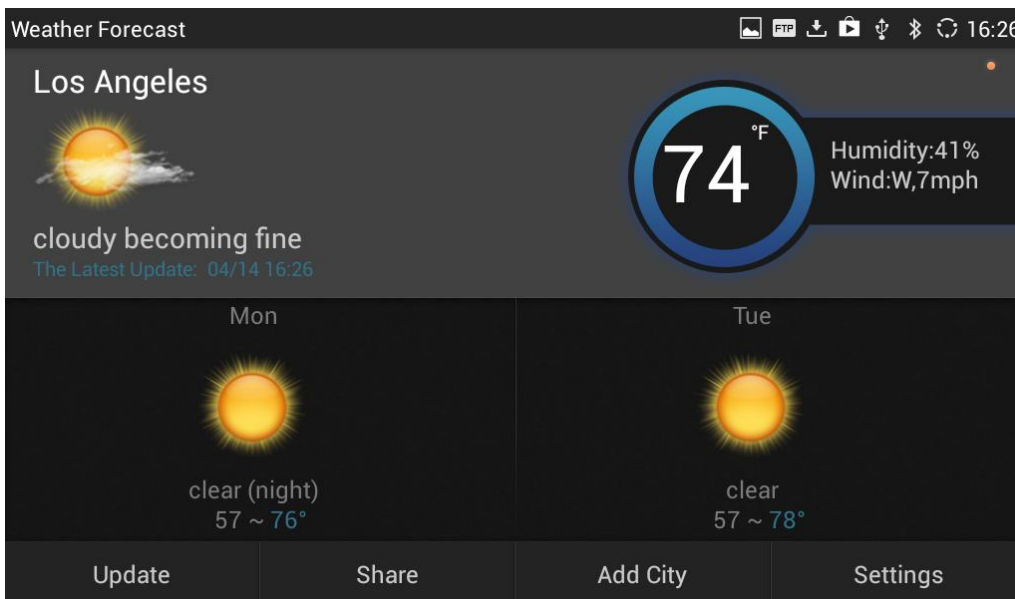 Weather Forecast
FTP
16:26
Los Angeles
74 °F
Humidity:41%
Wind:W,7mph
cloudy becoming fine
The Latest Update: 04/14 16:26
Mon
Tue
clear (night)
57 ~ 76°
clear
57 ~ 78°
Update
Share
Add City
Settings